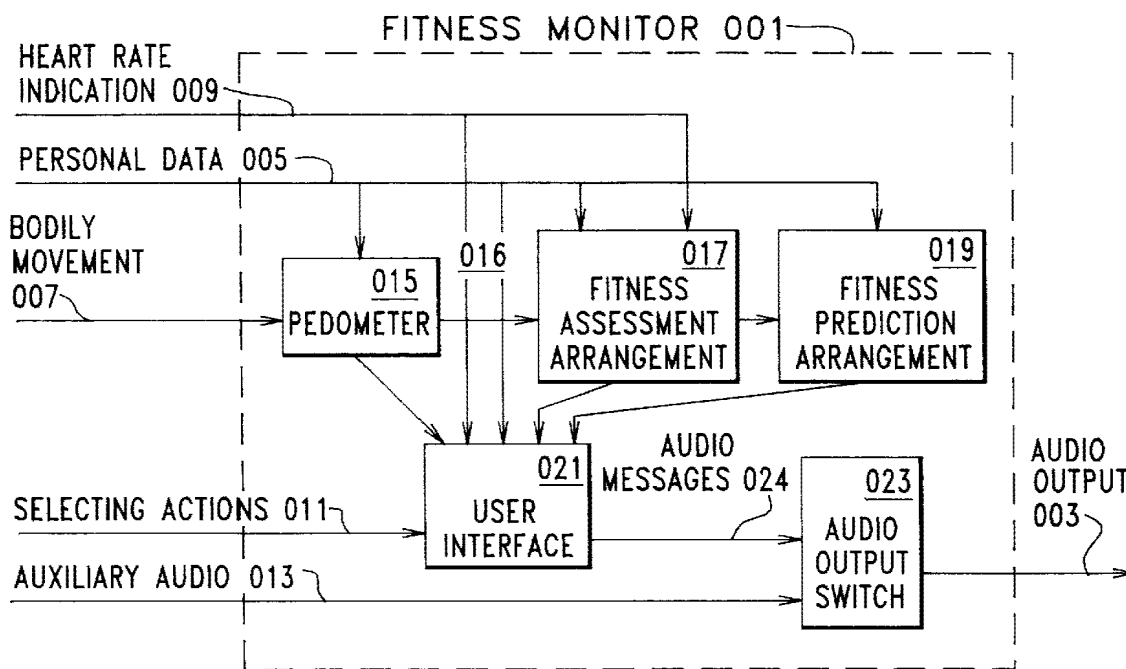 FITNESS MONITOR 001
HEART RATE
INDICATION 009
PERSONAL DATA 005
BODILY
MOVEMENT
007
016
015
PEDOMETER
017
FITNESS
ASSESSMENT
ARRANGEMENT
019
FITNESS
PREDICTION
ARRANGEMENT
021
USER
INTERFACE
AUDIO
MESSAGES 024
023
AUDIO
OUTPUT
SWITCH
AUDIO
OUTPUT
003
SELECTING ACTIONS 011
AUXILIARY AUDIO 013